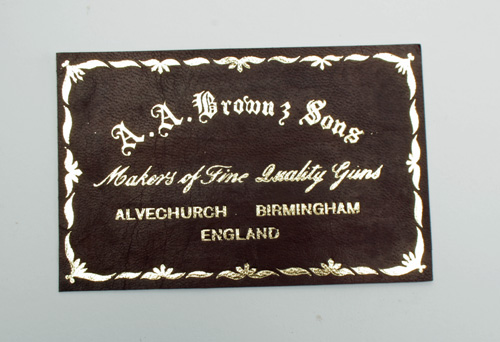 A. A. Brown & Sons
Makers of Fine Quality Guns
ALVECHURCH BIRMINGHAM
ENGLAND